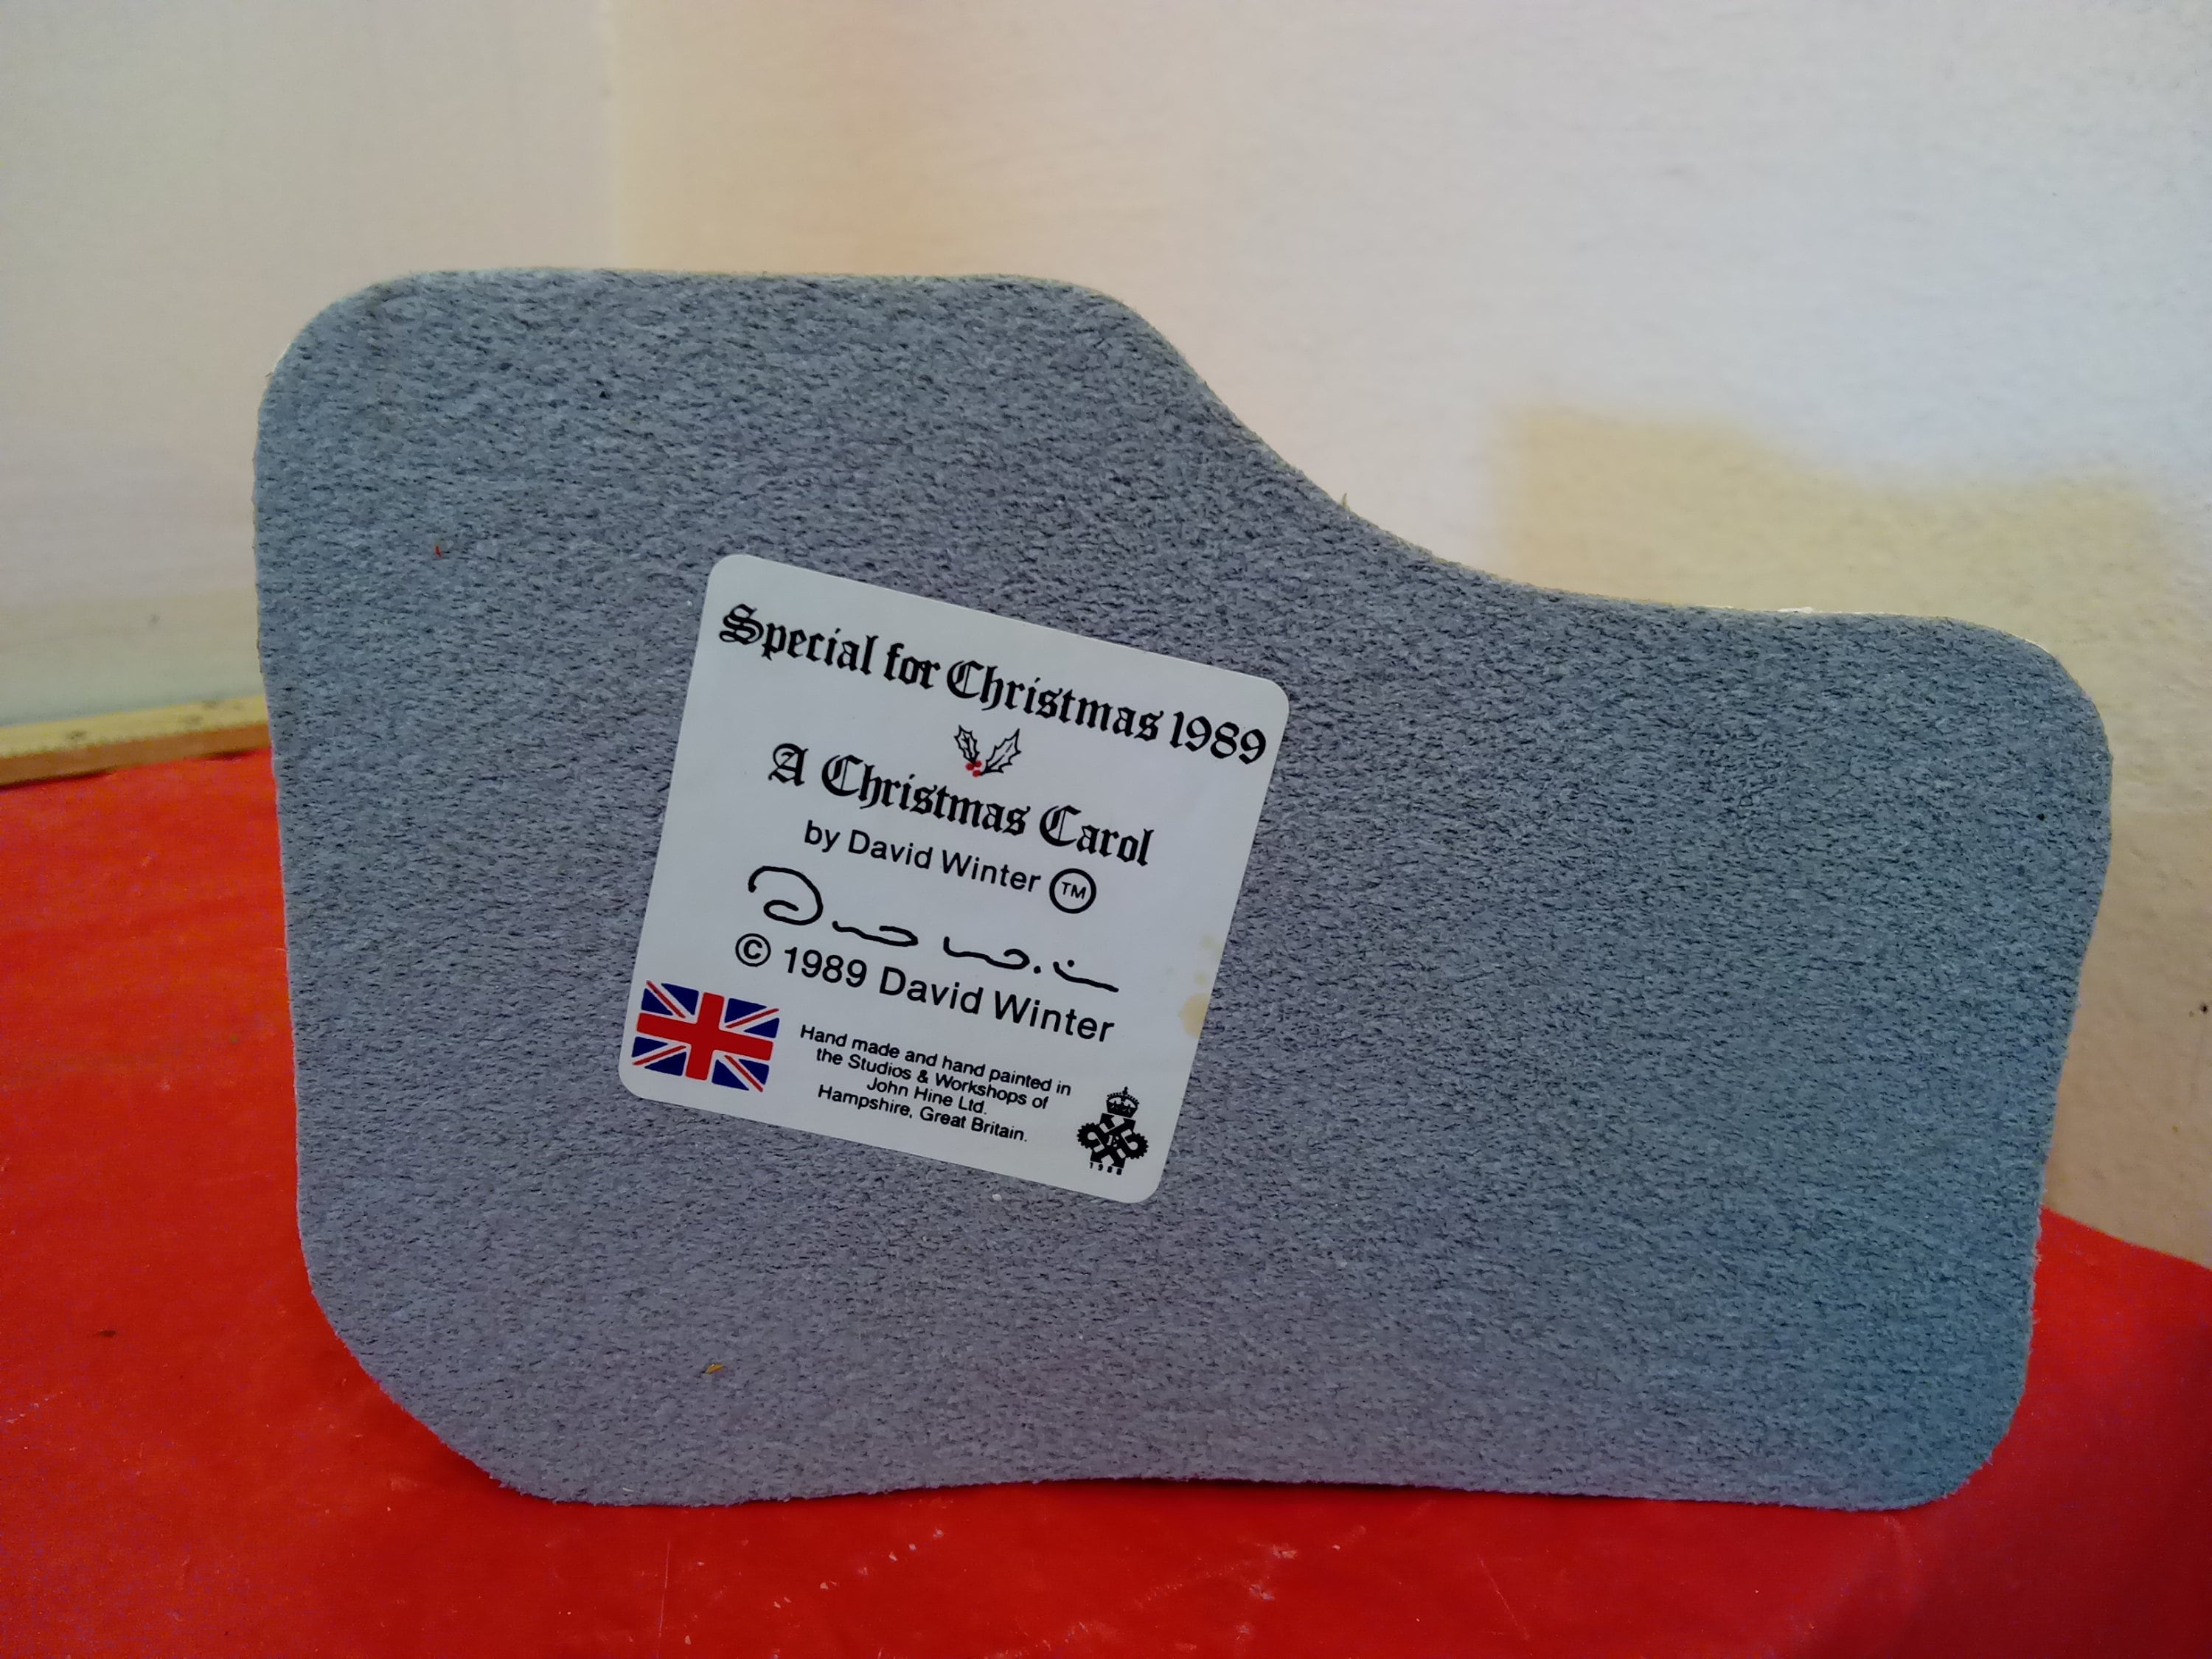 Special for Christmas 1989
A Christmas Carol
by David Winter TM
© 1989 David Winter
Hand made and hand painted in
the Studios & Workshops of
John Hine Ltd.
Hampshire, Great Britain.